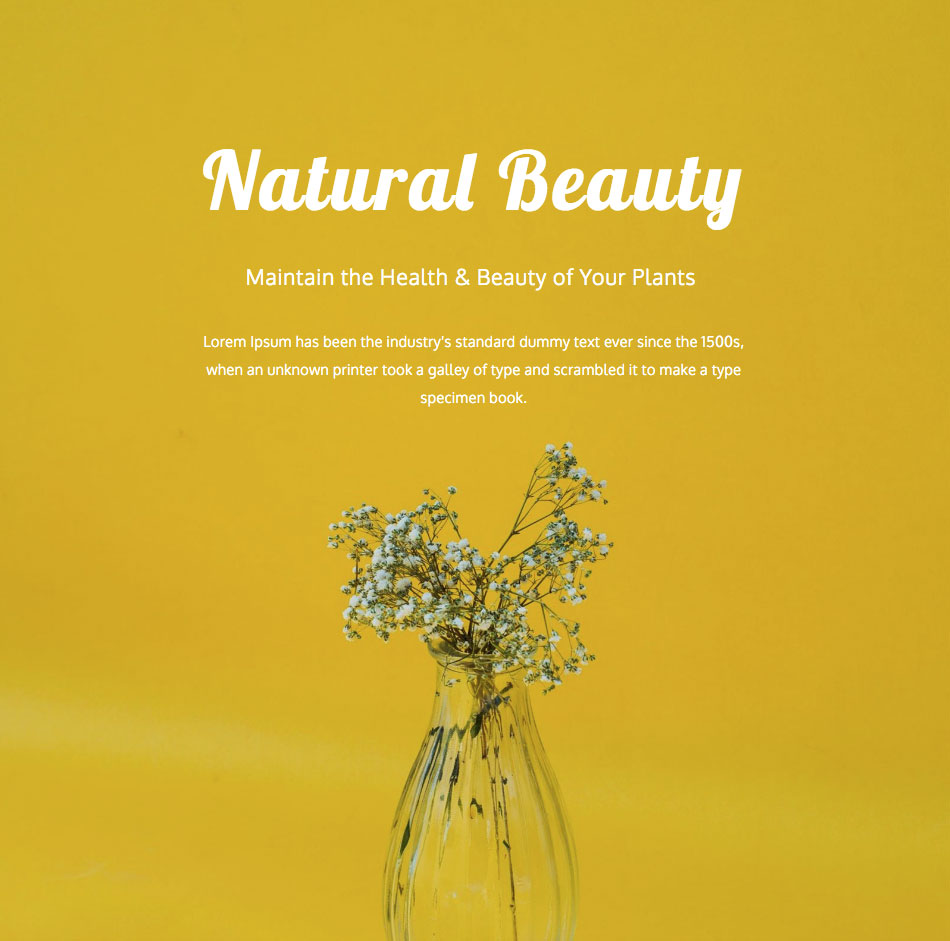 Natural Beauty
Maintain the Health & Beauty of Your Plants
Lorem Ipsum has been the industry's standard dummy text ever since the 1500s,
when an unknown printer took a galley of type and scrambled it to make a type
specimen book.